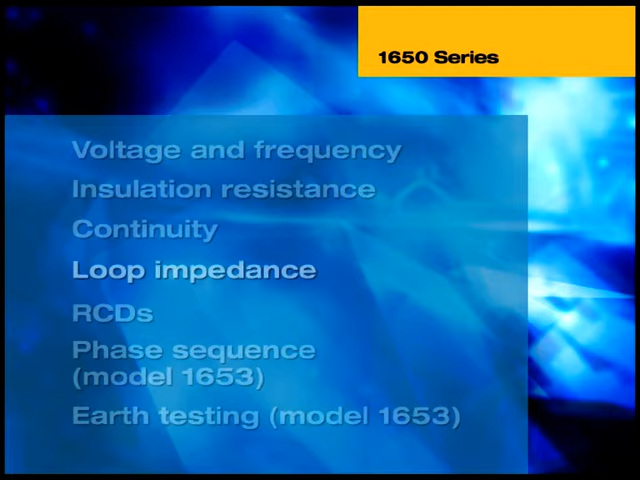 1650 Series
Voltage and frequency
Insulation resistance
Continuity
Loop impedance
RCDs
Phase sequence
(model 1653)
Earth testing (model 1653)